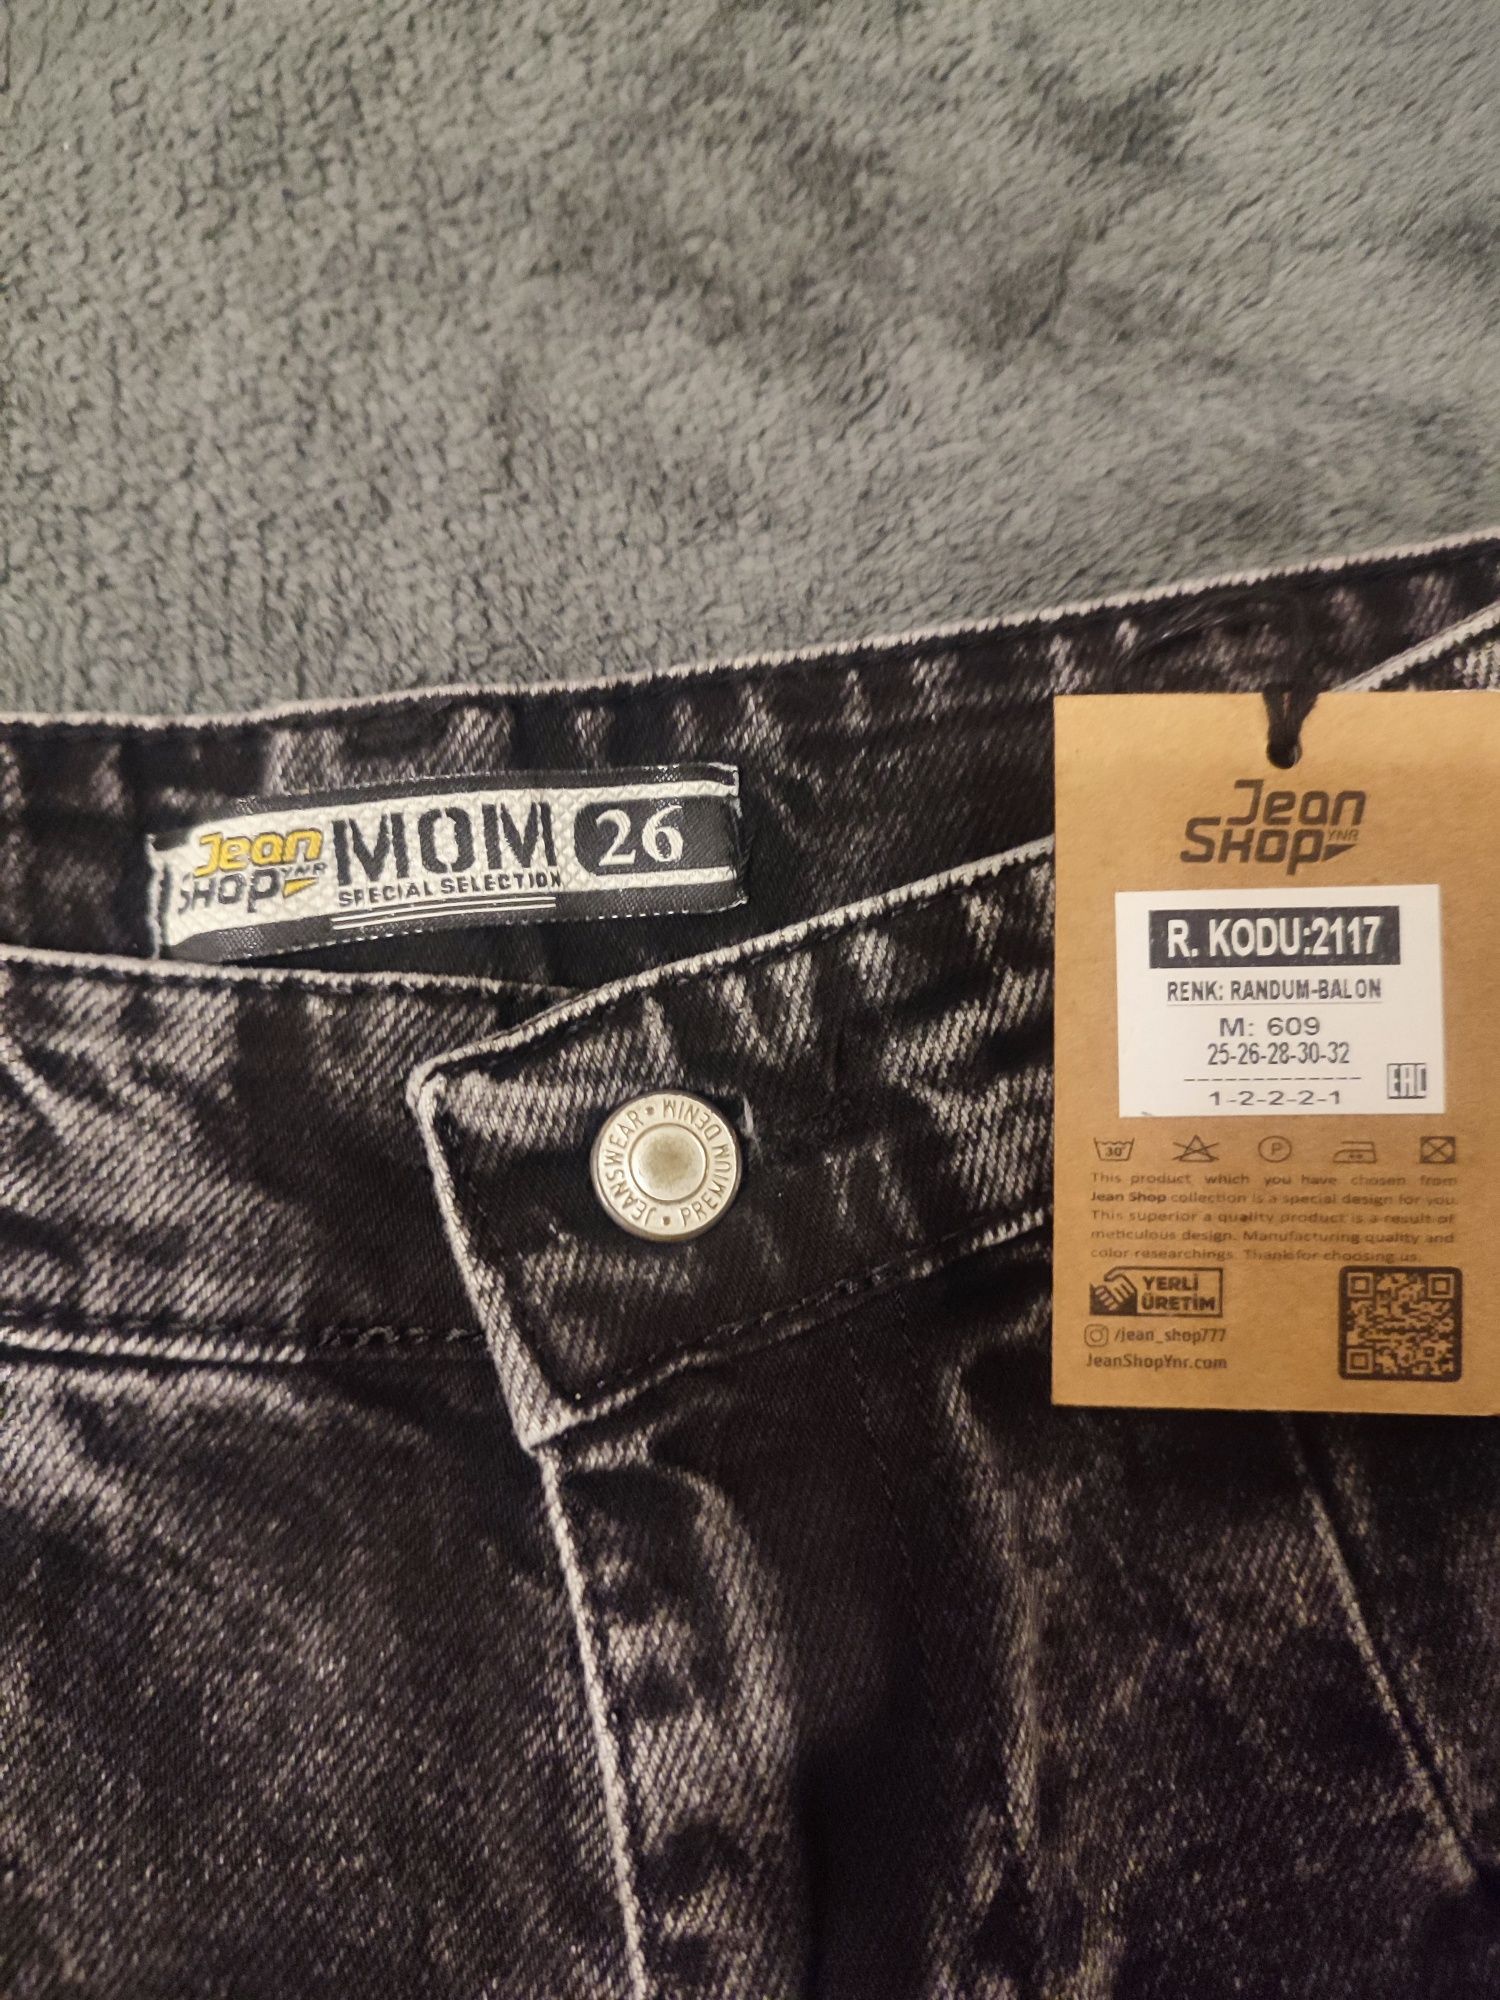 Jean
SHOP YNR
MOM
SPECIAL SELECTION
26
JEANSWEAR • PREMIUM DENIM •
Jean
SHOP YNR
R. KODU:2117
RENK: RANDUM-BALON
M: 609
25-26-28-30-32
1-2-2-2-1
EAC
30°
P
This product which you have chosen from
Jean Shop collection is a special design for you.
This superior a quality product is a result of
meticulous design. Manufacturing quality and
color researchings. Thanks for choosing us.
YERLİ
ÜRETİM
/jean_shop777
JeanShopYnr.com